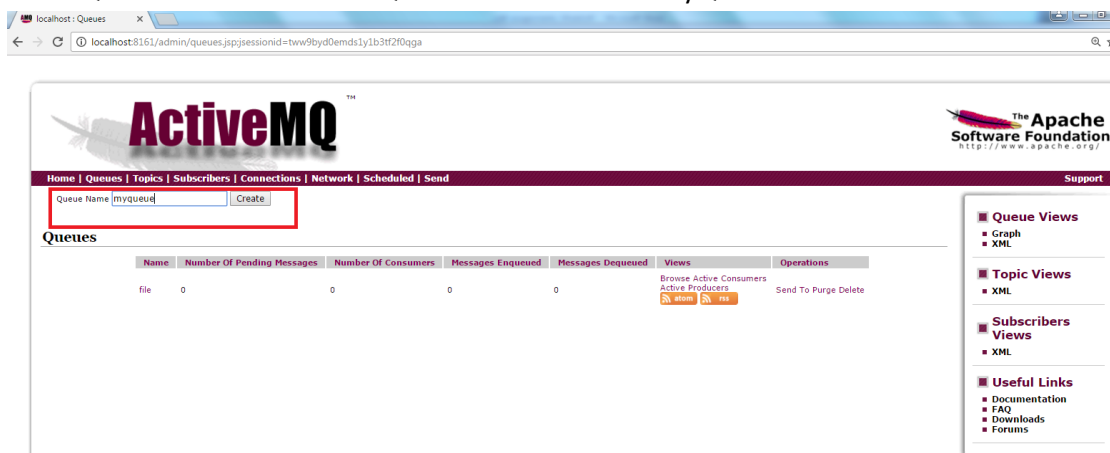 localhost : Queues
localhost:8161/admin/queues.jsp;jsessionid=tww9byd0emds1y1b3tf2f0qga
ActiveMQ™
The Apache
Software Foundation
http://www.apache.org/
Home | Queues | Topics | Subscribers | Connections | Network | Scheduled | Send
Support
Queue Name myqueue Create
Queues
Name Number Of Pending Messages Number Of Consumers Messages Enqueued Messages Dequeued Views Operations
file 0 0 0 0 Browse Active Consumers
Active Producers
atom rss
Send To Purge Delete
Queue Views
Graph
XML
Topic Views
XML
Subscribers
Views
XML
Useful Links
Documentation
FAQ
Downloads
Forums